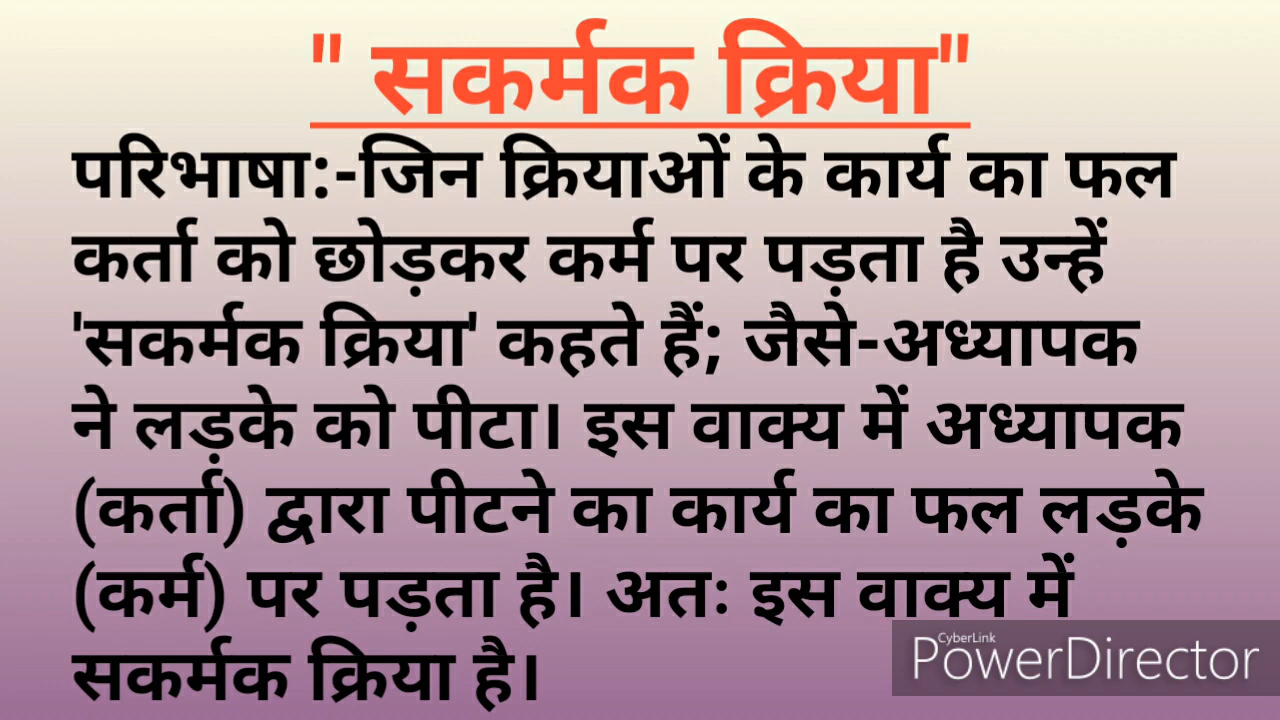 " सकर्मक क्रिया"
परिभाषा:-जिन क्रियाओं के कार्य का फल
कर्ता को छोड़कर कर्म पर पड़ता है उन्हें
'सकर्मक क्रिया' कहते हैं; जैसे-अध्यापक
ने लड़के को पीटा। इस वाक्य में अध्यापक
(कर्ता) द्वारा पीटने का कार्य का फल लड़के
(कर्म) पर पड़ता है। अतः इस वाक्य में
सकर्मक क्रिया है।
CyberLink
PowerDirector